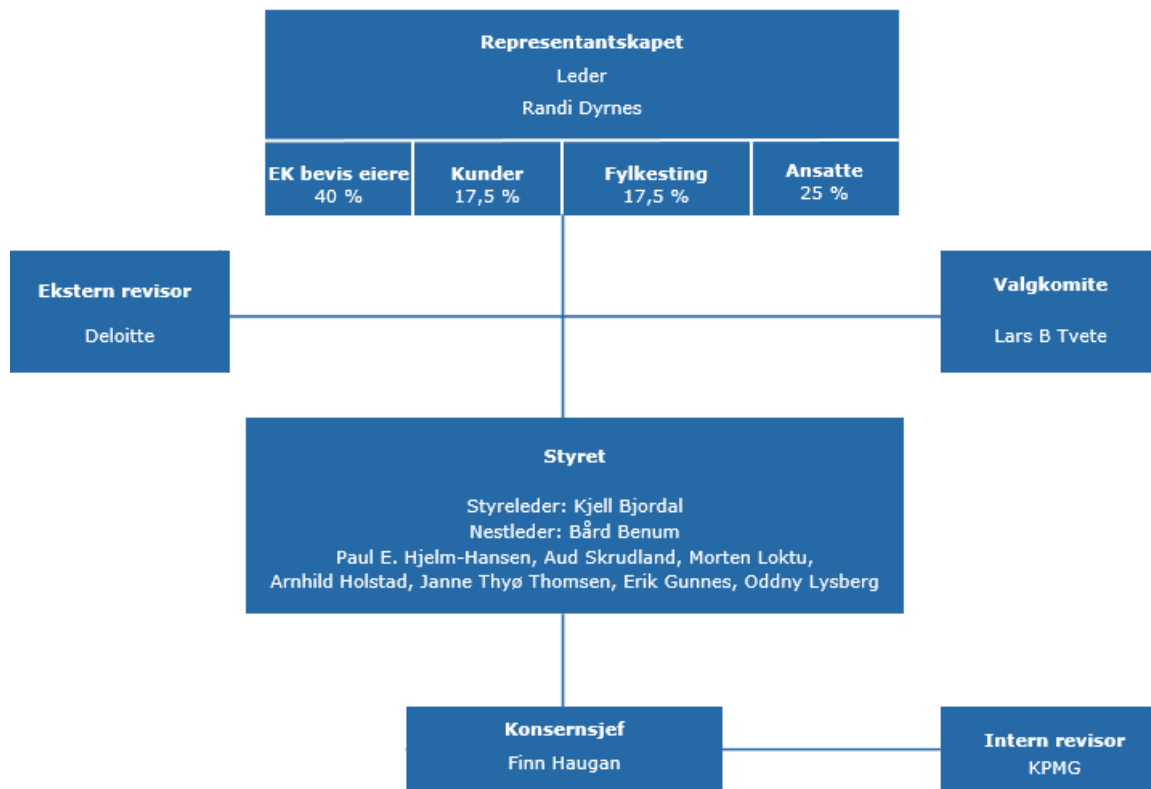 Representantskapet
Leder
Randi Dyrnes
EK bevis eiere
40 %
Kunder
17,5 %
Fylkesting
17,5 %
Ansatte
25 %
Ekstern revisor
Deloitte
Valgkomite
Lars B Tvete
Styret
Styreleder: Kjell Bjordal
Nestleder: Bård Benum
Paul E. Hjelm-Hansen, Aud Skrudland, Morten Loktu,
Arnhild Holstad, Janne Thyø Thomsen, Erik Gunnes, Oddny Lysberg
Konsernsjef
Finn Haugan
Intern revisor
KPMG